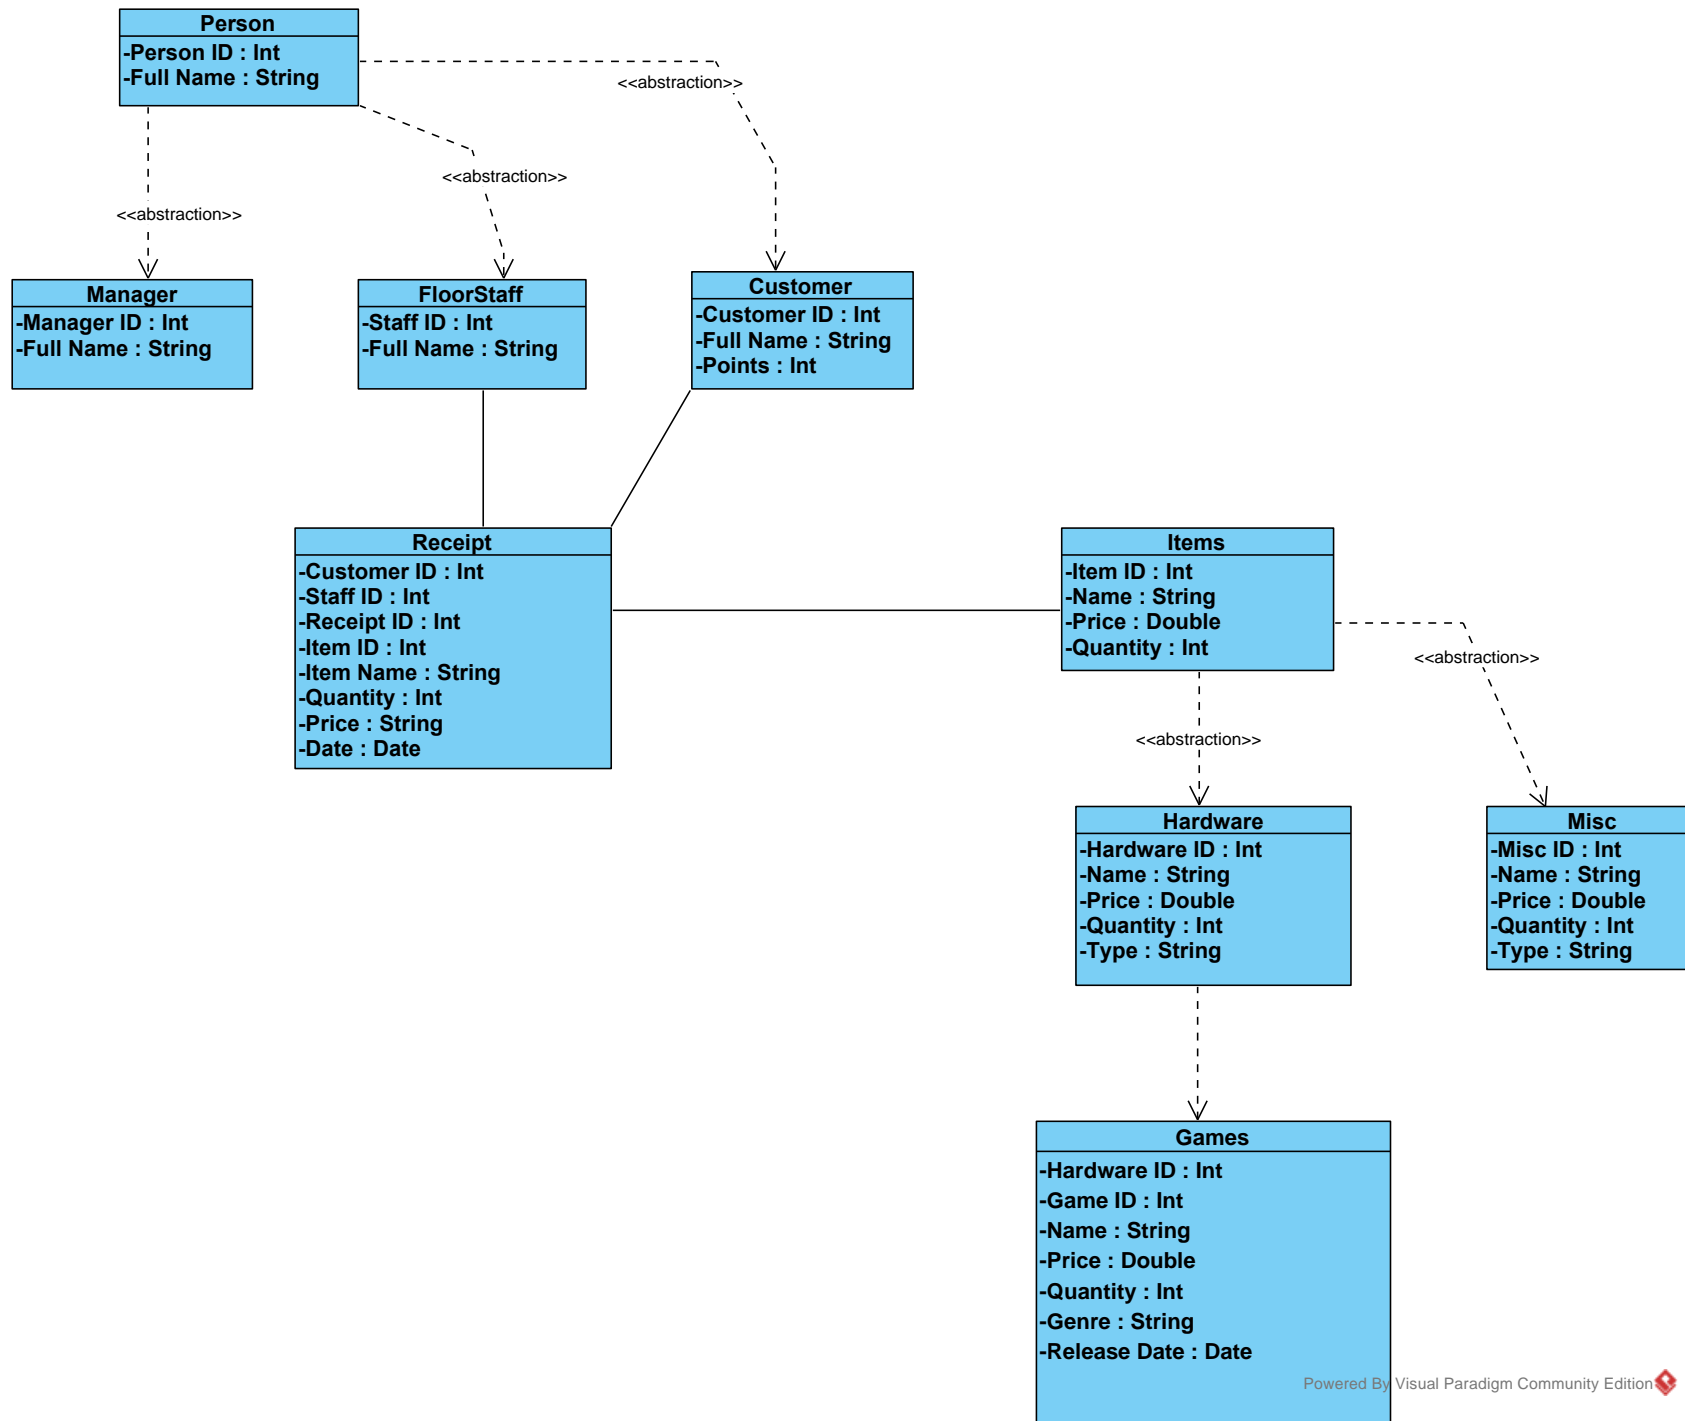 Person
-Person ID : Int
-Full Name : String
<<abstraction>>
<<abstraction>>
<<abstraction>>
Manager
-Manager ID : Int
-Full Name : String
FloorStaff
-Staff ID : Int
-Full Name : String
Customer
-Customer ID : Int
-Full Name : String
-Points : Int
Receipt
-Customer ID : Int
-Staff ID : Int
-Receipt ID : Int
-Item ID : Int
-Item Name : String
-Quantity : Int
-Price : String
-Date : Date
Items
-Item ID : Int
-Name : String
-Price : Double
-Quantity : Int
<<abstraction>>
<<abstraction>>
Hardware
-Hardware ID : Int
-Name : String
-Price : Double
-Quantity : Int
-Type : String
Misc
-Misc ID : Int
-Name : String
-Price : Double
-Quantity : Int
-Type : String
Games
-Hardware ID : Int
-Game ID : Int
-Name : String
-Price : Double
-Quantity : Int
-Genre : String
-Release Date : Date
Powered By Visual Paradigm Community Edition